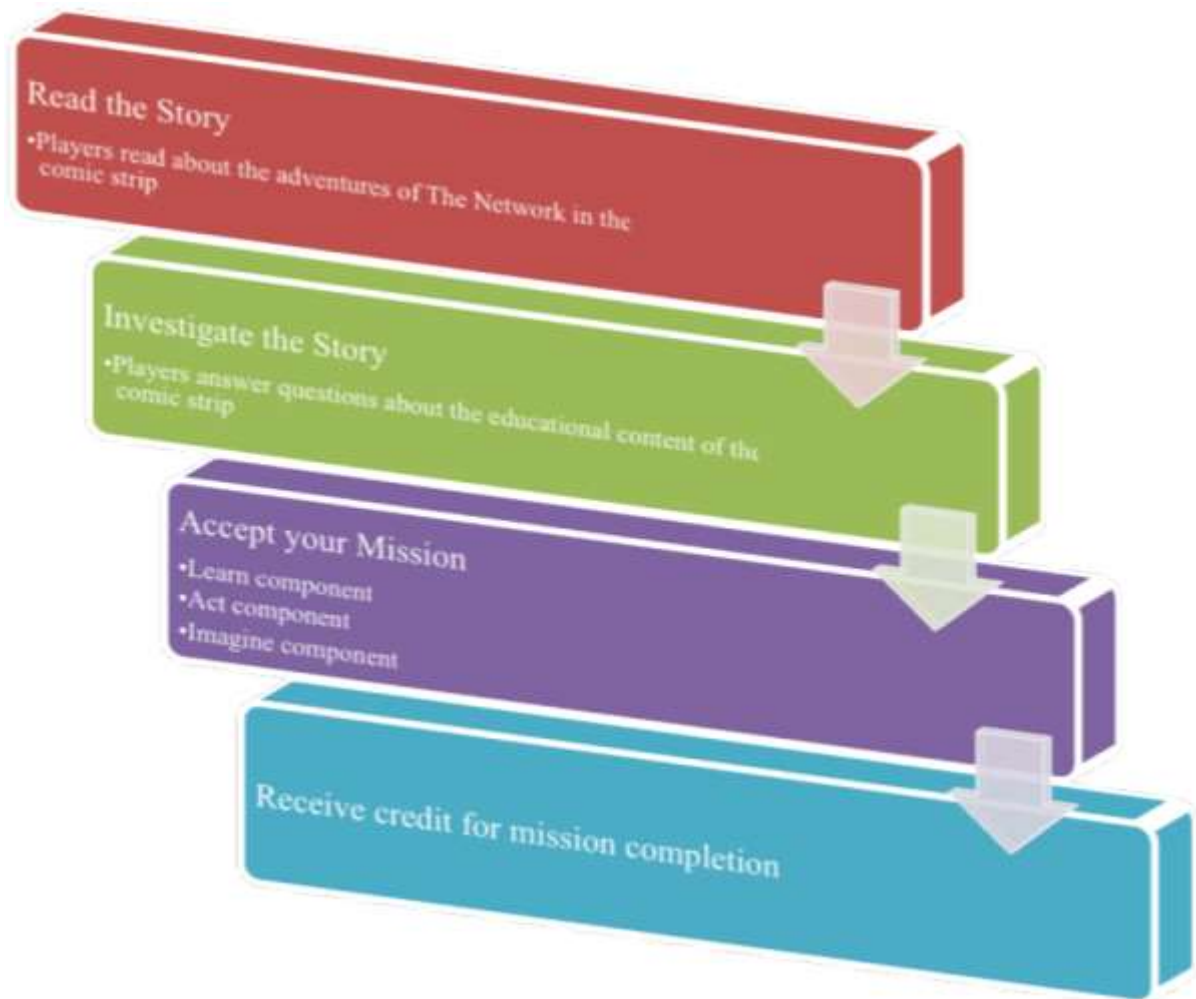 Read the Story
•Players read about the adventures of The Network in the
comic strip
Investigate the Story
•Players answer questions about the educational content of the
comic strip
Accept your Mission
•Learn component
•Act component
•Imagine component
Receive credit for mission completion